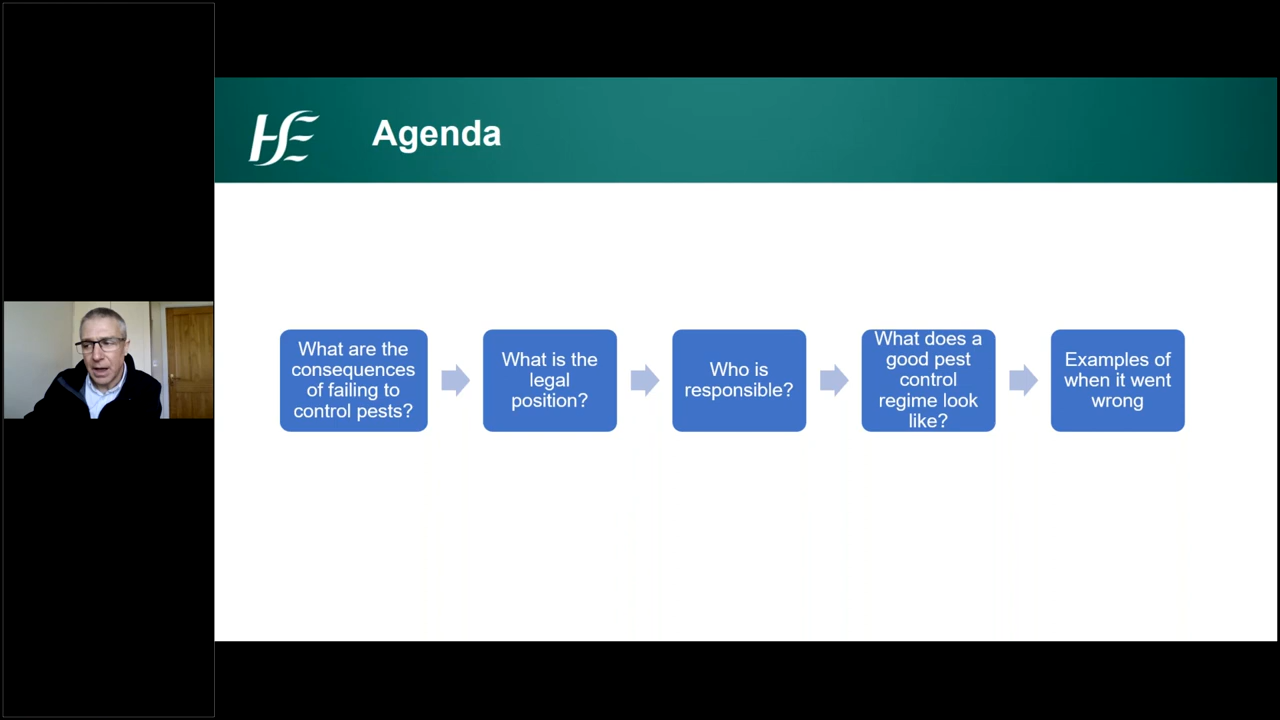 HSE
Agenda
What are the
consequences
of failing to
control pests?
What is the
legal
position?
Who is
responsible?
What does a
good pest
control
regime look
like?
Examples of
when it went
wrong